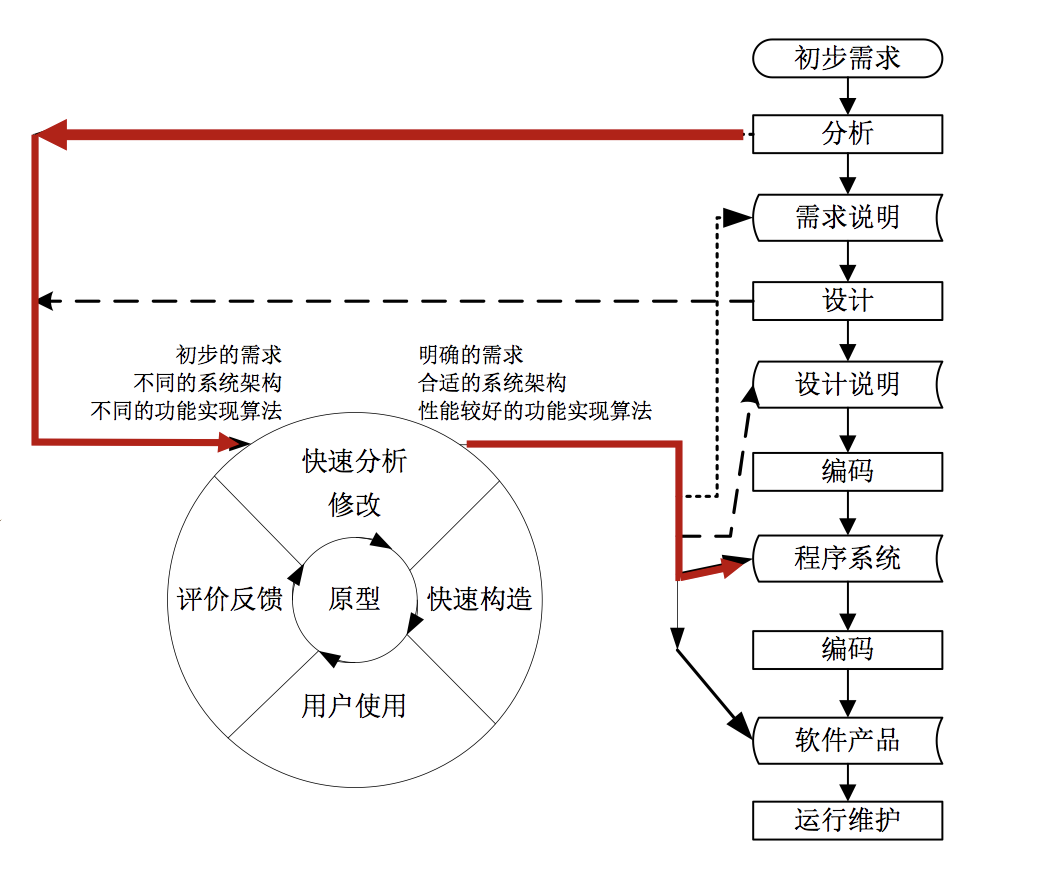 初步需求
分析
需求说明
设计
设计说明
编码
程序系统
编码
软件产品
运行维护
初步的需求
不同的系统架构
不同的功能实现算法
明确的需求
合适的系统架构
性能较好的功能实现算法
快速分析
修改
评价反馈
原型
快速构造
用户使用